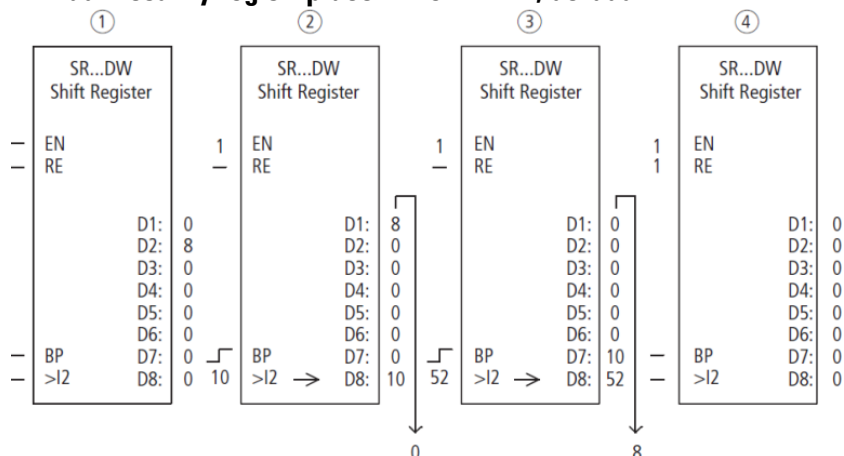 ① ② ③ ④
SR...DW SR...DW SR...DW SR...DW
Shift Register Shift Register Shift Register Shift Register
– EN 1 EN 1 EN 1 EN
– RE – RE – RE 1 RE
D1: 0 D1: 8 D1: 0 D1: 0
D2: 8 D2: 0 D2: 0 D2: 0
D3: 0 D3: 0 D3: 0 D3: 0
D4: 0 D4: 0 D4: 0 D4: 0
D5: 0 D5: 0 D5: 0 D5: 0
D6: 0 D6: 0 D6: 0 D6: 0
– BP D7: 0 BP D7: 0 BP D7: 10 – BP D7: 0
– >I2 D8: 0 10 >I2 → D8: 10 52 >I2 → D8: 52 – >I2 D8: 0
0 8